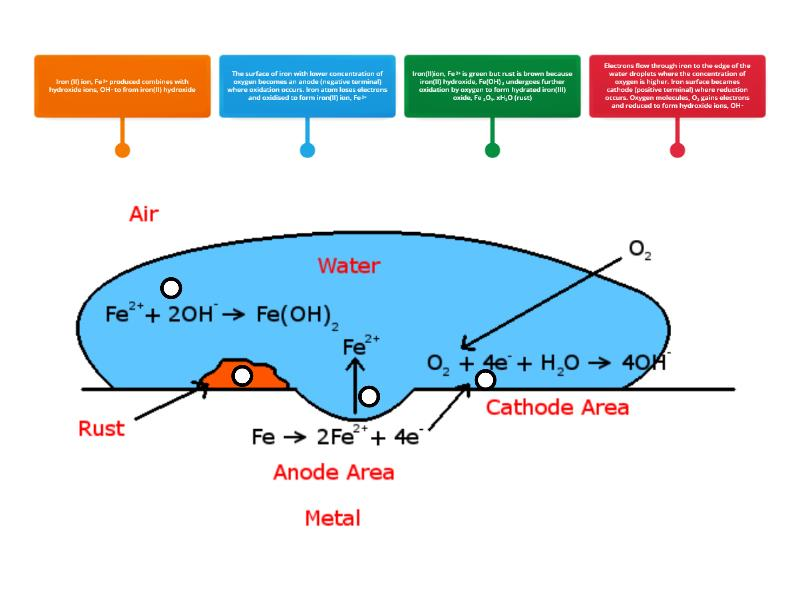 Iron (II) ion, Fe²⁺ produced combines with
hydroxide ions, OH⁻ to from iron(II) hydroxide
The surface of iron with lower concentration of
oxygen becomes an anode (negative terminal)
where oxidation occurs. Iron atom loses electrons
and oxidised to form iron(II) ion, Fe²⁺
Iron(II)ion, Fe²⁺ is green but rust is brown because
iron(II) hydroxide, Fe(OH)₂ undergoes further
oxidation by oxygen to form hydrated iron(III)
oxide, Fe ₂O₃. xH₂O (rust)
Electrons flow through iron to the edge of the
water droplets where the concentration of
oxygen is higher. Iron surface becames
cathode (positive terminal) where reduction
occurs. Oxygen molecules, O₂ gains electrons
and reduced to form hydroxide ions, OH⁻
Air
Water
O₂
Fe²⁺ + 2OH⁻ → Fe(OH)₂
Fe²⁺
O₂ + 4e⁻ + H₂O → 4OH⁻
Cathode Area
Rust
Fe → 2Fe²⁺ + 4e⁻
Anode Area
Metal